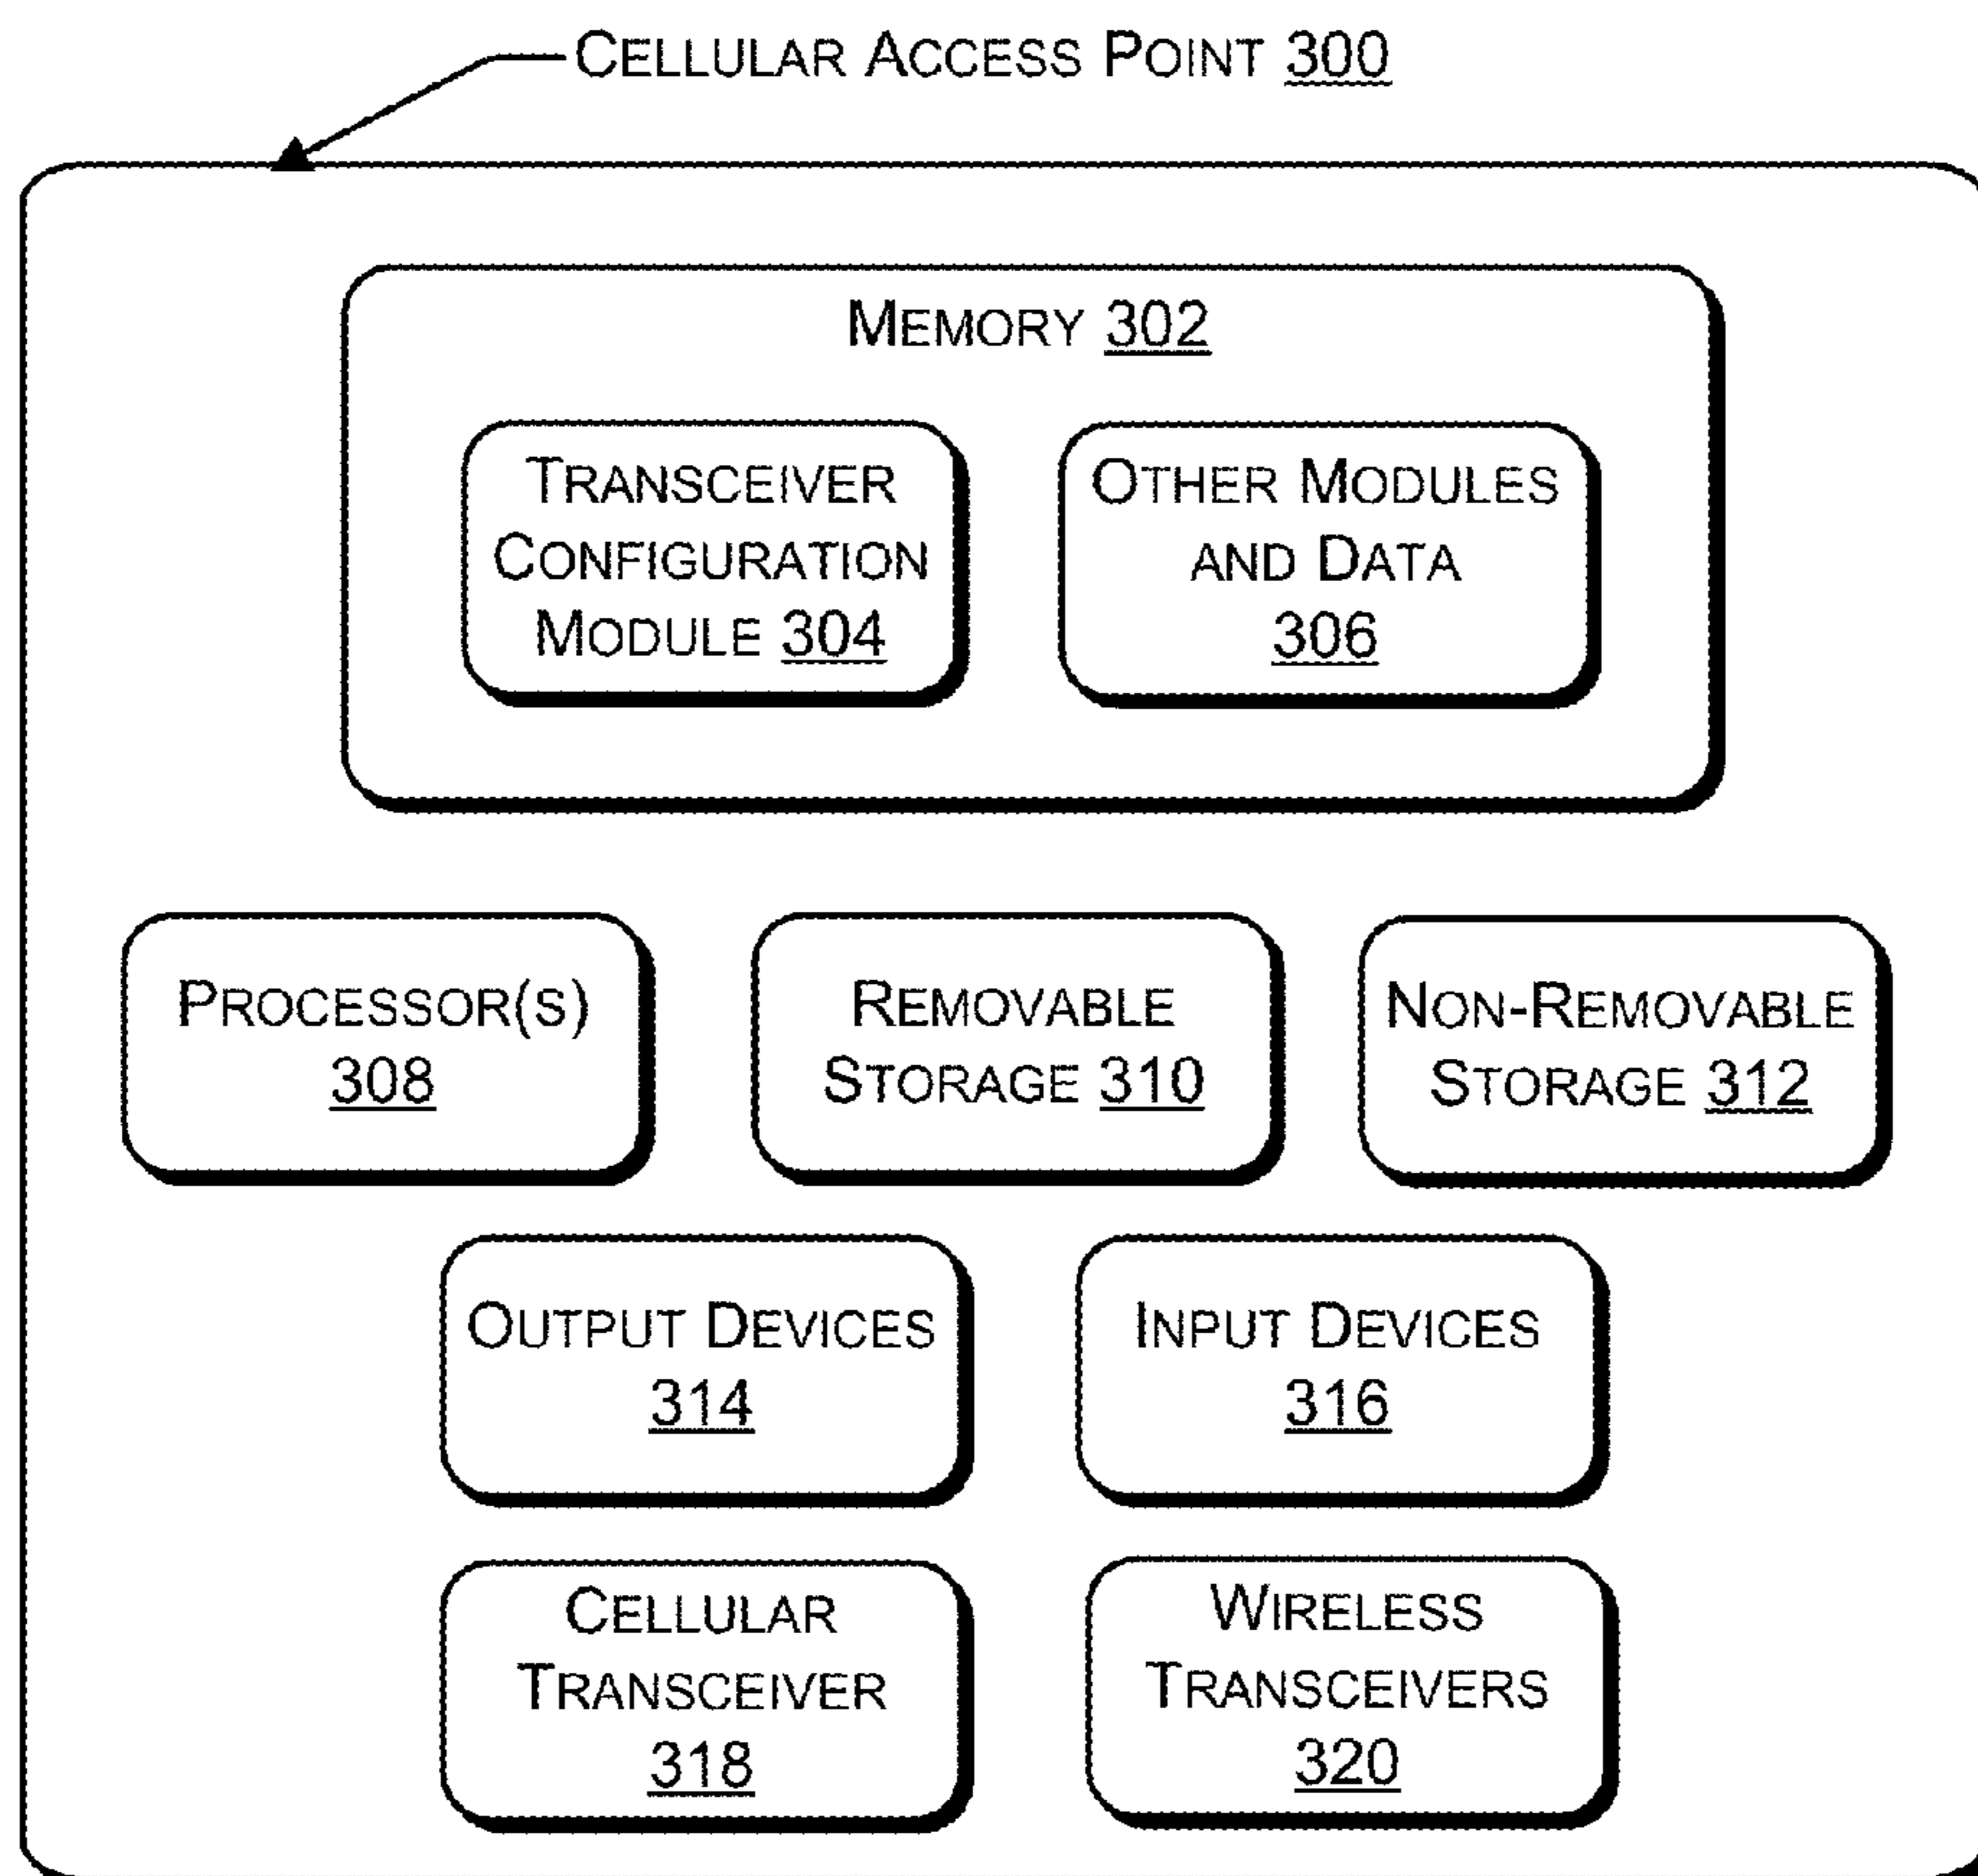 CELLULAR ACCESS POINT 300
MEMORY 302
TRANSCEIVER
CONFIGURATION
MODULE 304
OTHER MODULES
AND DATA
306
PROCESSOR(S)
308
REMOVABLE
STORAGE 310
NON-REMOVABLE
STORAGE 312
OUTPUT DEVICES
314
INPUT DEVICES
316
CELLULAR
TRANSCEIVER
318
WIRELESS
TRANSCEIVERS
320